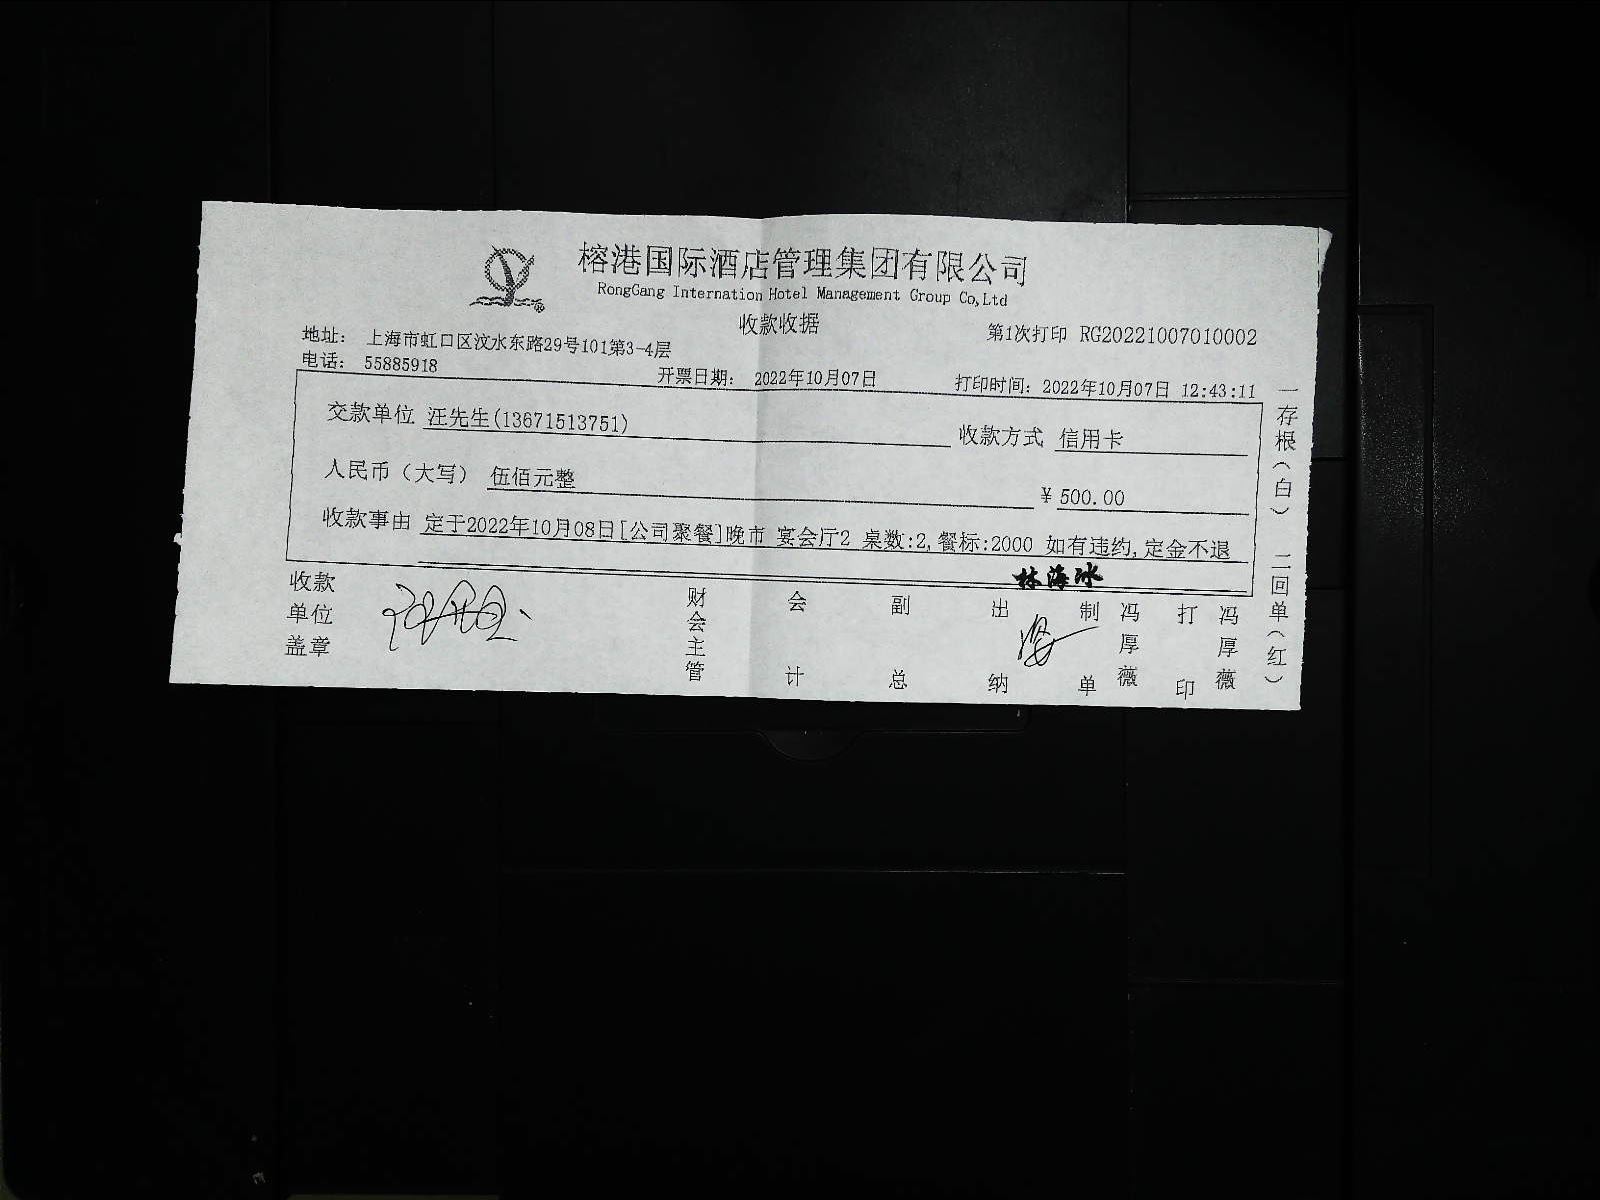 榕港国际酒店管理集团有限公司
RongGang Internation Hotel Management Group Co,Ltd
收款收据
第1次打印 RG20221007010002
地址： 上海市虹口区汶水东路29号101第3-4层
电话： 55885918
开票日期： 2022年10月07日
打印时间： 2022年10月07日 12:43:11
交款单位 汪先生(13671513751)
收款方式 信用卡
人民币（大写） 伍佰元整
¥ 500.00
收款事由 定于2022年10月08日[公司聚餐]晚市 宴会厅2 桌数:2,餐标:2000 如有违约,定金不退
林海冰
收款单位盖章
财会主管
会计
副总
出纳
制单
冯厚薇
打印
冯厚薇
一存根（白） 二回单（红）